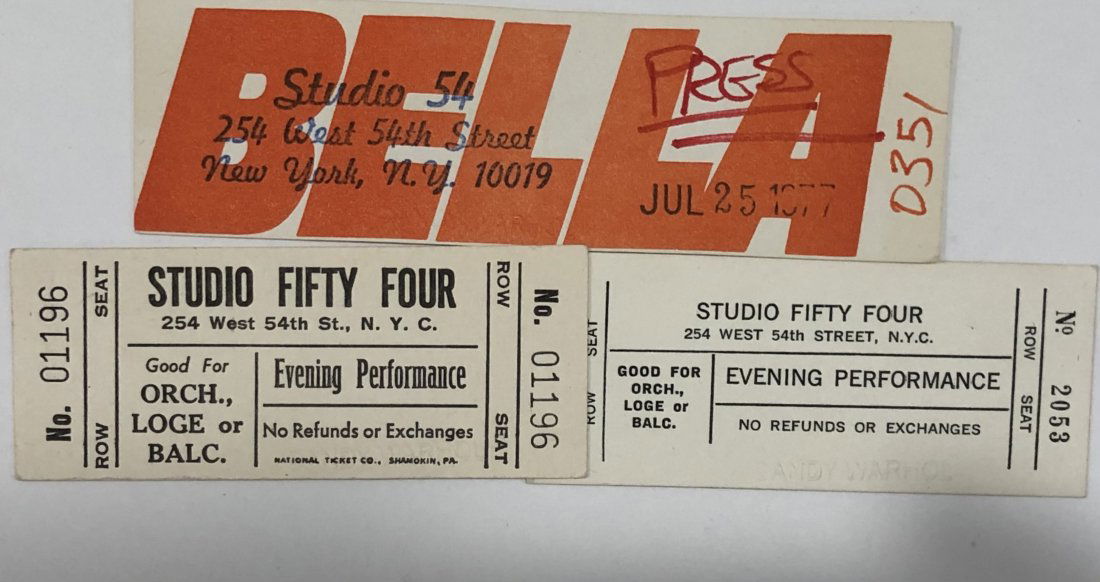 BELLA
Studio 54
254 West 54th Street
New York, N.Y. 10019
PRESS
JUL 25 1977
0351
No. 01196
ROW SEAT
STUDIO FIFTY FOUR
254 West 54th St., N. Y. C.
Good For
ORCH.,
LOGE or
BALC.
Evening Performance
No Refunds or Exchanges
NATIONAL TICKET CO., SHAMOKIN, PA.
ROW SEAT
No. 01196
ROW SEAT
STUDIO FIFTY FOUR
254 WEST 54th STREET, N.Y.C.
GOOD FOR
ORCH.,
LOGE or
BALC.
EVENING PERFORMANCE
NO REFUNDS OR EXCHANGES
ROW SEAT
No. 2053
ANDY WARHOL